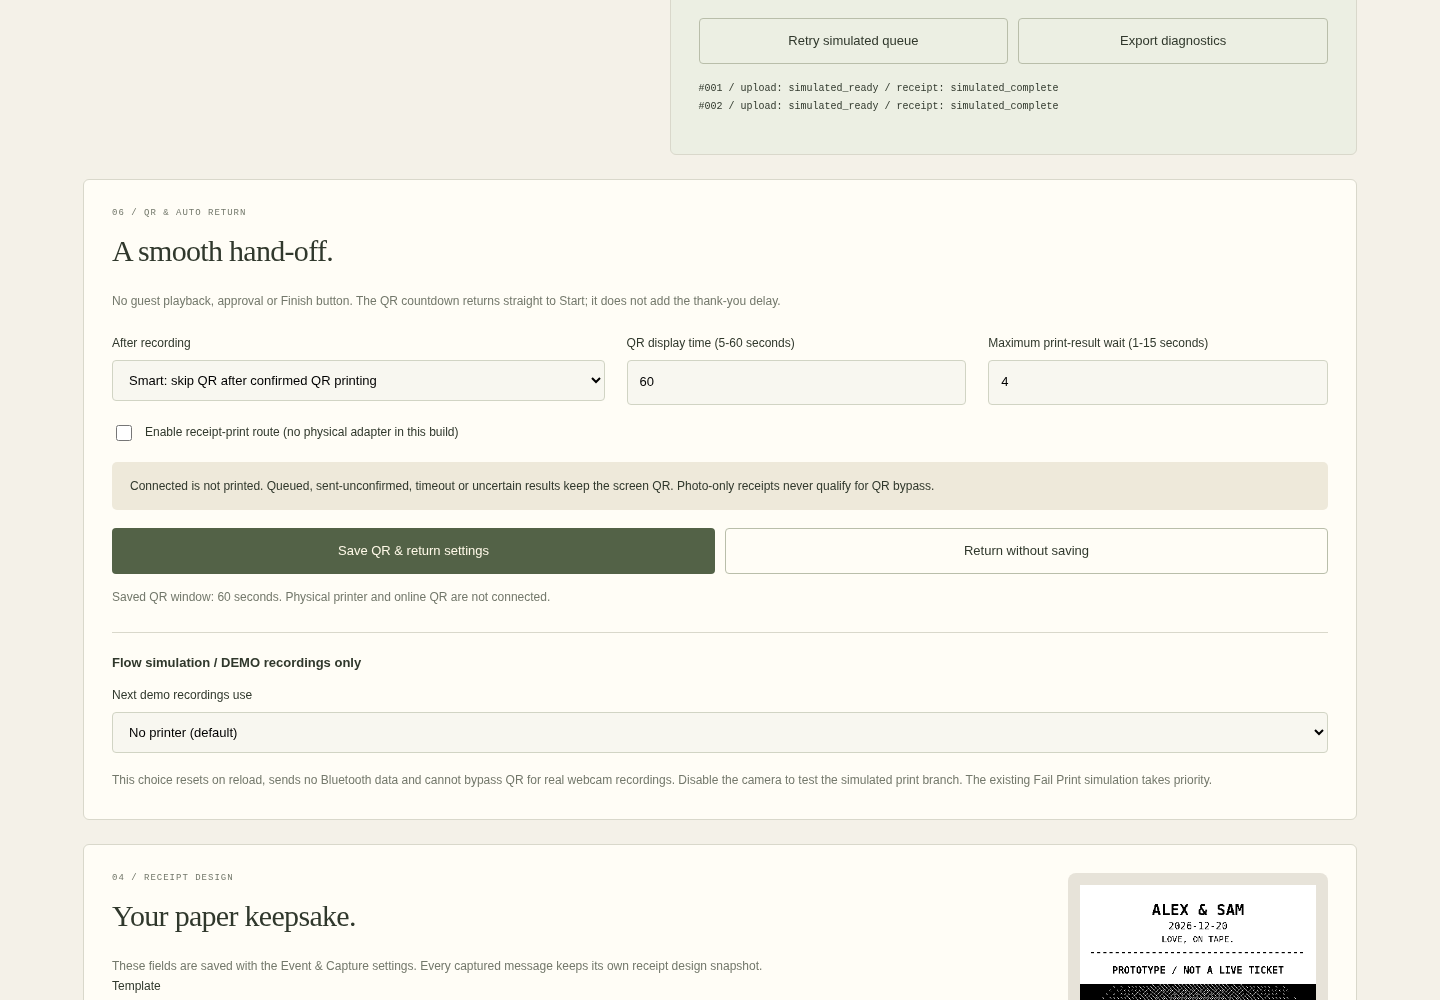 Retry simulated queue
Export diagnostics
#001 / upload: simulated_ready / receipt: simulated_complete
#002 / upload: simulated_ready / receipt: simulated_complete
06 / QR & AUTO RETURN
A smooth hand-off.
No guest playback, approval or Finish button. The QR countdown returns straight to Start; it does not add the thank-you delay.
After recording
QR display time (5-60 seconds)
Maximum print-result wait (1-15 seconds)
Smart: skip QR after confirmed QR printing
60
4
Enable receipt-print route (no physical adapter in this build)
Connected is not printed. Queued, sent-unconfirmed, timeout or uncertain results keep the screen QR. Photo-only receipts never qualify for QR bypass.
Save QR & return settings
Return without saving
Saved QR window: 60 seconds. Physical printer and online QR are not connected.
Flow simulation / DEMO recordings only
Next demo recordings use
No printer (default)
This choice resets on reload, sends no Bluetooth data and cannot bypass QR for real webcam recordings. Disable the camera to test the simulated print branch. The existing Fail Print simulation takes priority.
04 / RECEIPT DESIGN
Your paper keepsake.
These fields are saved with the Event & Capture settings. Every captured message keeps its own receipt design snapshot.
Template
ALEX & SAM
2026-12-20
LOVE, ON TAPE.
PROTOTYPE / NOT A LIVE TICKET